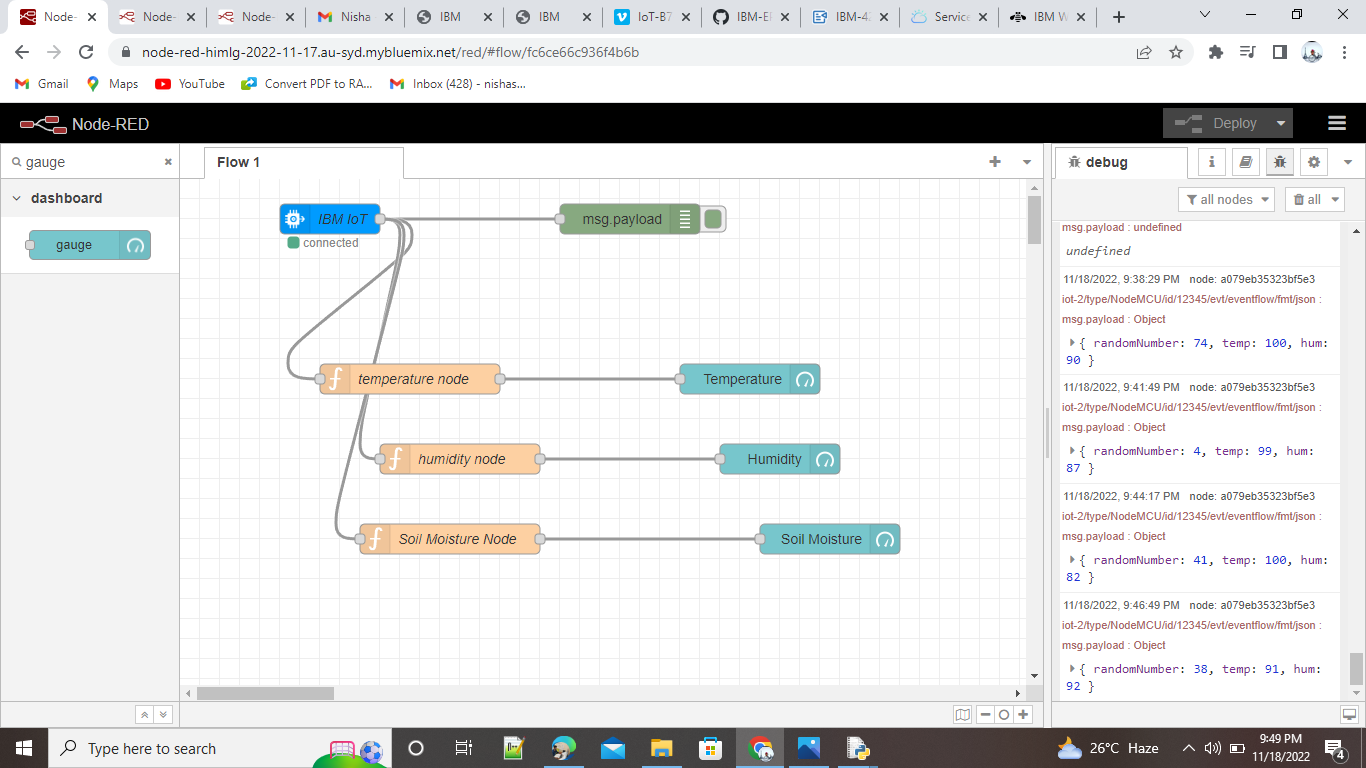 Node-
Node-
Node-
Nisha
IBM
IBM
IoT-B7
IBM-EP
IBM-42
Service
IBM W
node-red-himlg-2022-11-17.au-syd.mybluemix.net/red/#flow/fc6ce66c936f4b6b
Gmail
Maps
YouTube
Convert PDF to RA...
Inbox (428) - nishas...
Node-RED
Deploy
gauge
dashboard
gauge
Flow 1
IBM IoT
connected
msg.payload
temperature node
Temperature
humidity node
Humidity
Soil Moisture Node
Soil Moisture
debug
all nodes
all
msg.payload : undefined
undefined
11/18/2022, 9:38:29 PM node: a079eb35323bf5e3
iot-2/type/NodeMCU/id/12345/evt/eventflow/fmt/json :
msg.payload : Object
{ randomNumber: 74, temp: 100, hum:
90 }
11/18/2022, 9:41:49 PM node: a079eb35323bf5e3
iot-2/type/NodeMCU/id/12345/evt/eventflow/fmt/json :
msg.payload : Object
{ randomNumber: 4, temp: 99, hum:
87 }
11/18/2022, 9:44:17 PM node: a079eb35323bf5e3
iot-2/type/NodeMCU/id/12345/evt/eventflow/fmt/json :
msg.payload : Object
{ randomNumber: 41, temp: 100, hum:
82 }
11/18/2022, 9:46:49 PM node: a079eb35323bf5e3
iot-2/type/NodeMCU/id/12345/evt/eventflow/fmt/json :
msg.payload : Object
{ randomNumber: 38, temp: 91, hum:
92 }
Type here to search
26°C Haze
9:49 PM
11/18/2022
4